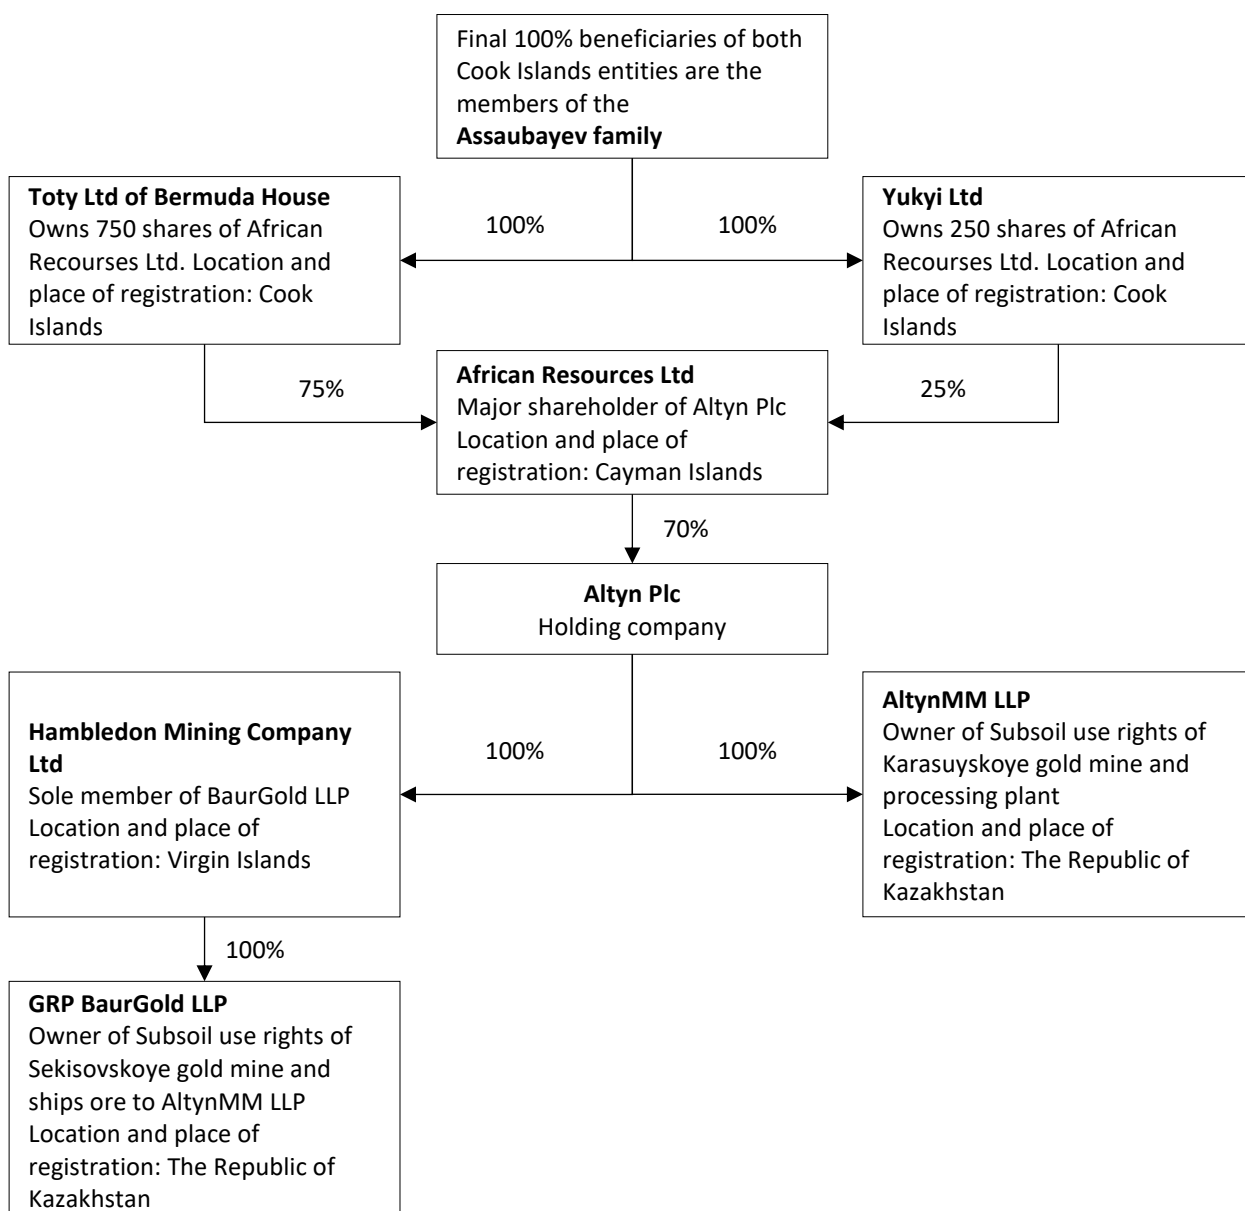 Final 100% beneficiaries of both
Cook Islands entities are the
members of the
Assaubayev family
Toty Ltd of Bermuda House
Owns 750 shares of African
Recourses Ltd. Location and
place of registration: Cook
Islands
100%
100%
Yukyi Ltd
Owns 250 shares of African
Recourses Ltd. Location and
place of registration: Cook
Islands
75%
African Resources Ltd
Major shareholder of Altyn Plc
Location and place of
registration: Cayman Islands
25%
70%
Altyn Plc
Holding company
Hambledon Mining Company
Ltd
Sole member of BaurGold LLP
Location and place of
registration: Virgin Islands
100%
100%
AltynMM LLP
Owner of Subsoil use rights of
Karasuyskoye gold mine and
processing plant
Location and place of
registration: The Republic of
Kazakhstan
100%
GRP BaurGold LLP
Owner of Subsoil use rights of
Sekisovskoye gold mine and
ships ore to AltynMM LLP
Location and place of
registration: The Republic of
Kazakhstan